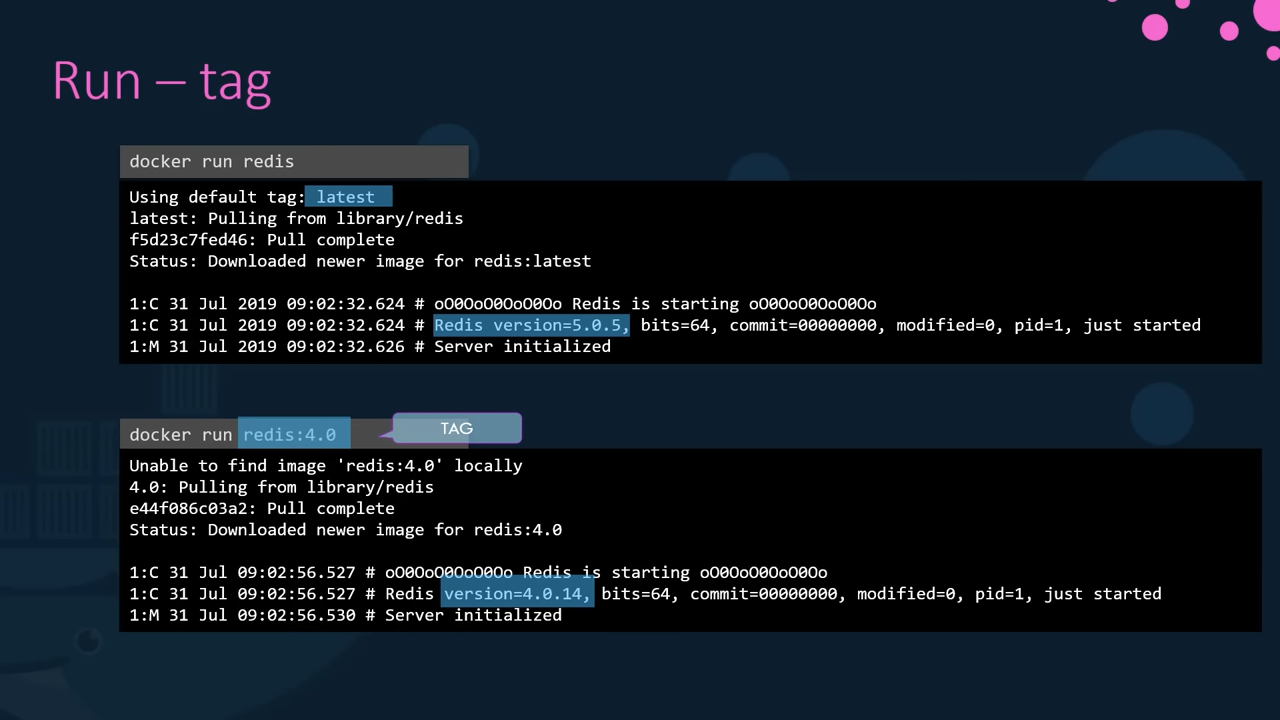 Run – tag
docker run redis
Using default tag: latest
latest: Pulling from library/redis
f5d23c7fed46: Pull complete
Status: Downloaded newer image for redis:latest
1:C 31 Jul 2019 09:02:32.624 # oO0OoO0OoO0Oo Redis is starting oO0OoO0OoO0Oo
1:C 31 Jul 2019 09:02:32.624 # Redis version=5.0.5, bits=64, commit=00000000, modified=0, pid=1, just started
1:M 31 Jul 2019 09:02:32.626 # Server initialized
docker run redis:4.0
TAG
Unable to find image 'redis:4.0' locally
4.0: Pulling from library/redis
e44f086c03a2: Pull complete
Status: Downloaded newer image for redis:4.0
1:C 31 Jul 09:02:56.527 # oO0OoO0OoO0Oo Redis is starting oO0OoO0OoO0Oo
1:C 31 Jul 09:02:56.527 # Redis version=4.0.14, bits=64, commit=00000000, modified=0, pid=1, just started
1:M 31 Jul 09:02:56.530 # Server initialized